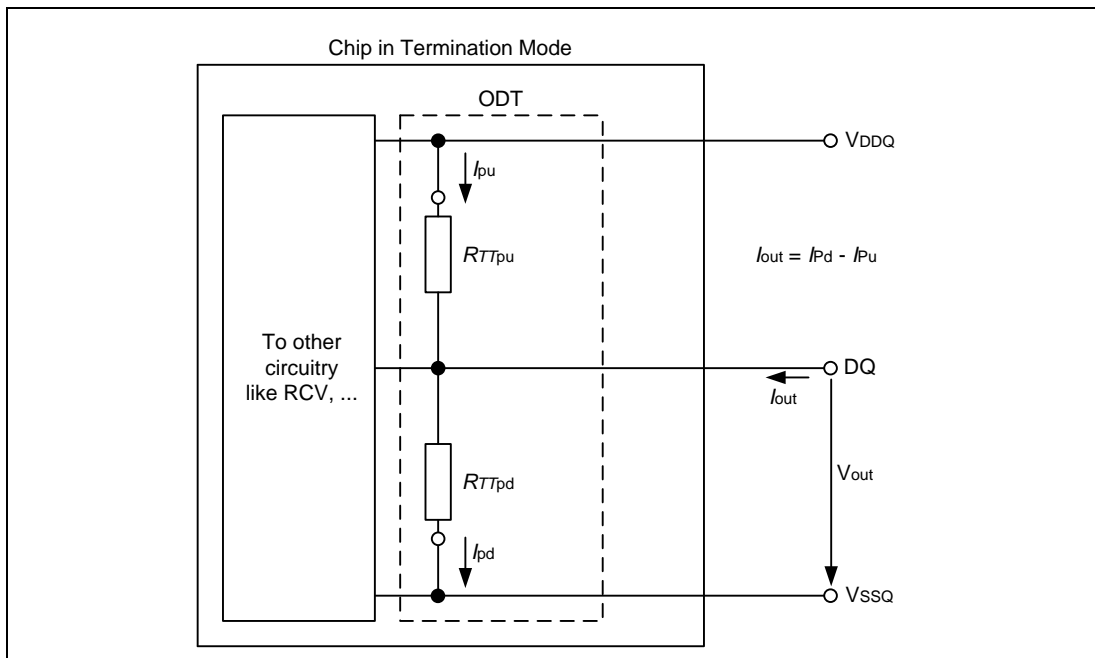 Chip in Termination Mode
ODT
VDDQ
Ipu
RTTpu
Iout = IPd - IPu
To other
circuitry
like RCV, ...
DQ
Iout
RTTpd
Vout
Ipd
VSSQ